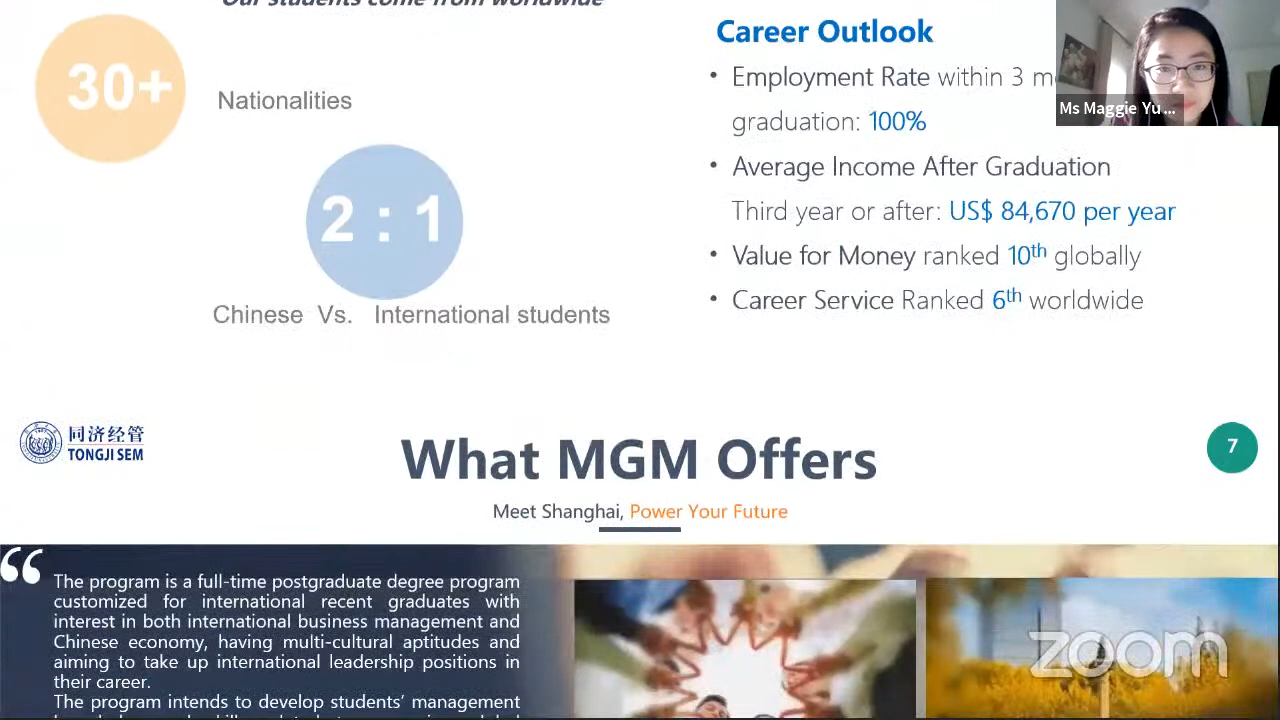 Our students come from worldwide
30+
Nationalities
2 : 1
Chinese Vs. International students
Career Outlook
• Employment Rate within 3
graduation: 100%
• Average Income After Graduation
Third year or after: US$ 84,670 per year
• Value for Money ranked 10th globally
• Career Service Ranked 6th worldwide
Ms Maggie Yu ...
同济经管
TONGJI SEM
What MGM Offers
7
Meet Shanghai, Power Your Future
“
The program is a full-time postgraduate degree program
customized for international recent graduates with
interest in both international business management and
Chinese economy, having multi-cultural aptitudes and
aiming to take up international leadership positions in
their career.
The program intends to develop students’ management
zoom